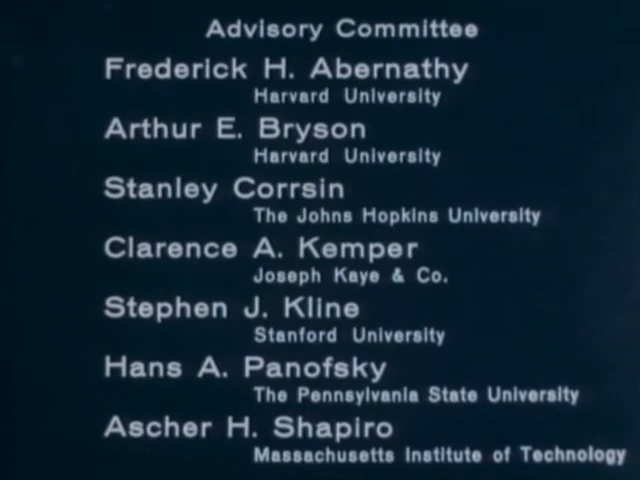 Advisory Committee
Frederick H. Abernathy
Harvard University
Arthur E. Bryson
Harvard University
Stanley Corrsin
The Johns Hopkins University
Clarence A. Kemper
Joseph Kaye & Co.
Stephen J. Kline
Stanford University
Hans A. Panofsky
The Pennsylvania State University
Ascher H. Shapiro
Massachusetts Institute of Technology